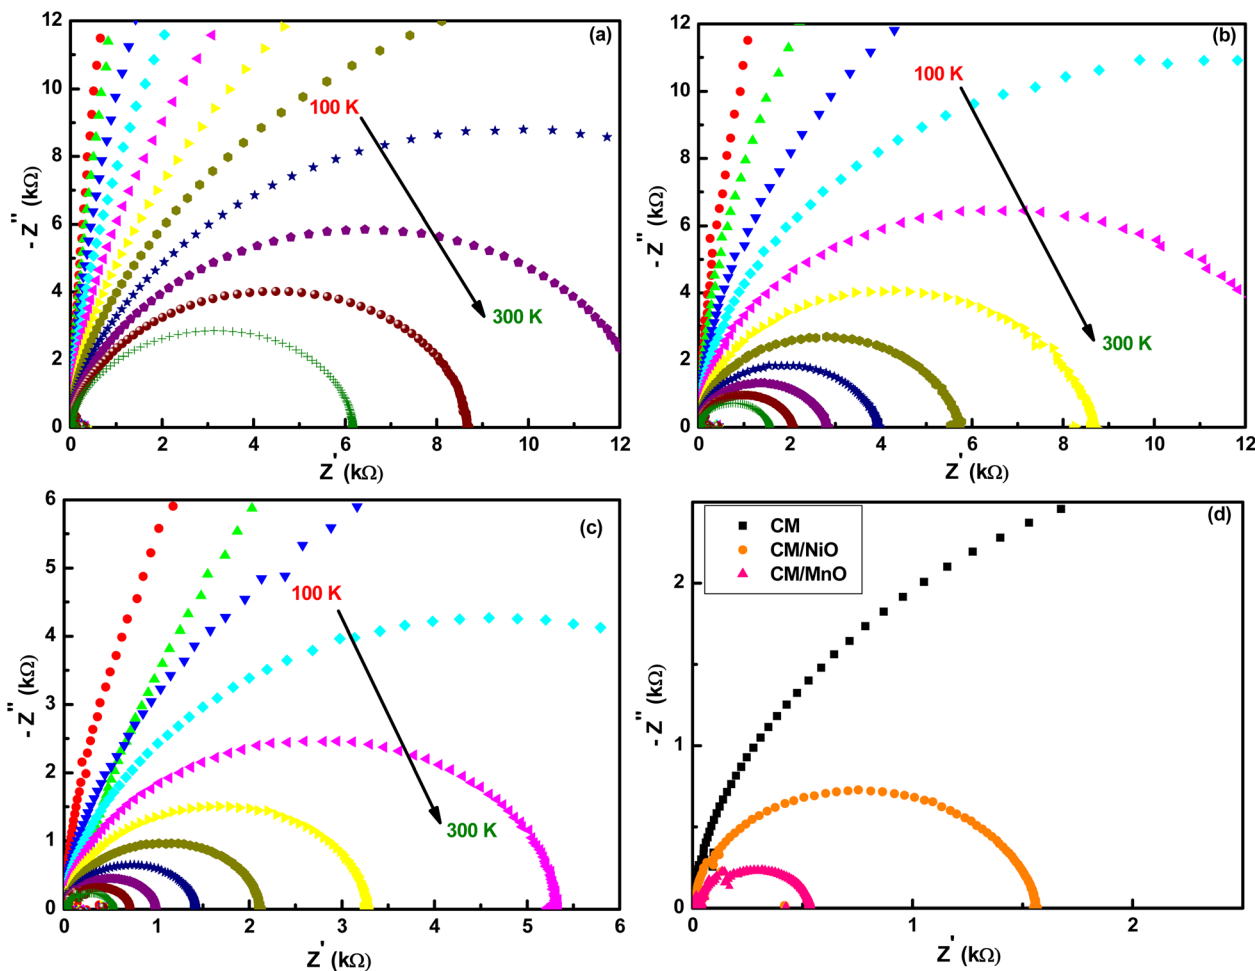 (a)
12
10
8
6
4
2
0
- Z'' (kΩ)
100 K
300 K
0 2 4 6 8 10 12
Z' (kΩ)
(b)
12
10
8
6
4
2
0
- Z'' (kΩ)
100 K
300 K
0 2 4 6 8 10 12
Z' (kΩ)
(c)
6
5
4
3
2
1
0
- Z'' (kΩ)
100 K
300 K
0 1 2 3 4 5 6
Z' (kΩ)
(d)
CM
CM/NiO
CM/MnO
2
1
0
- Z'' (kΩ)
0 1 2
Z' (kΩ)